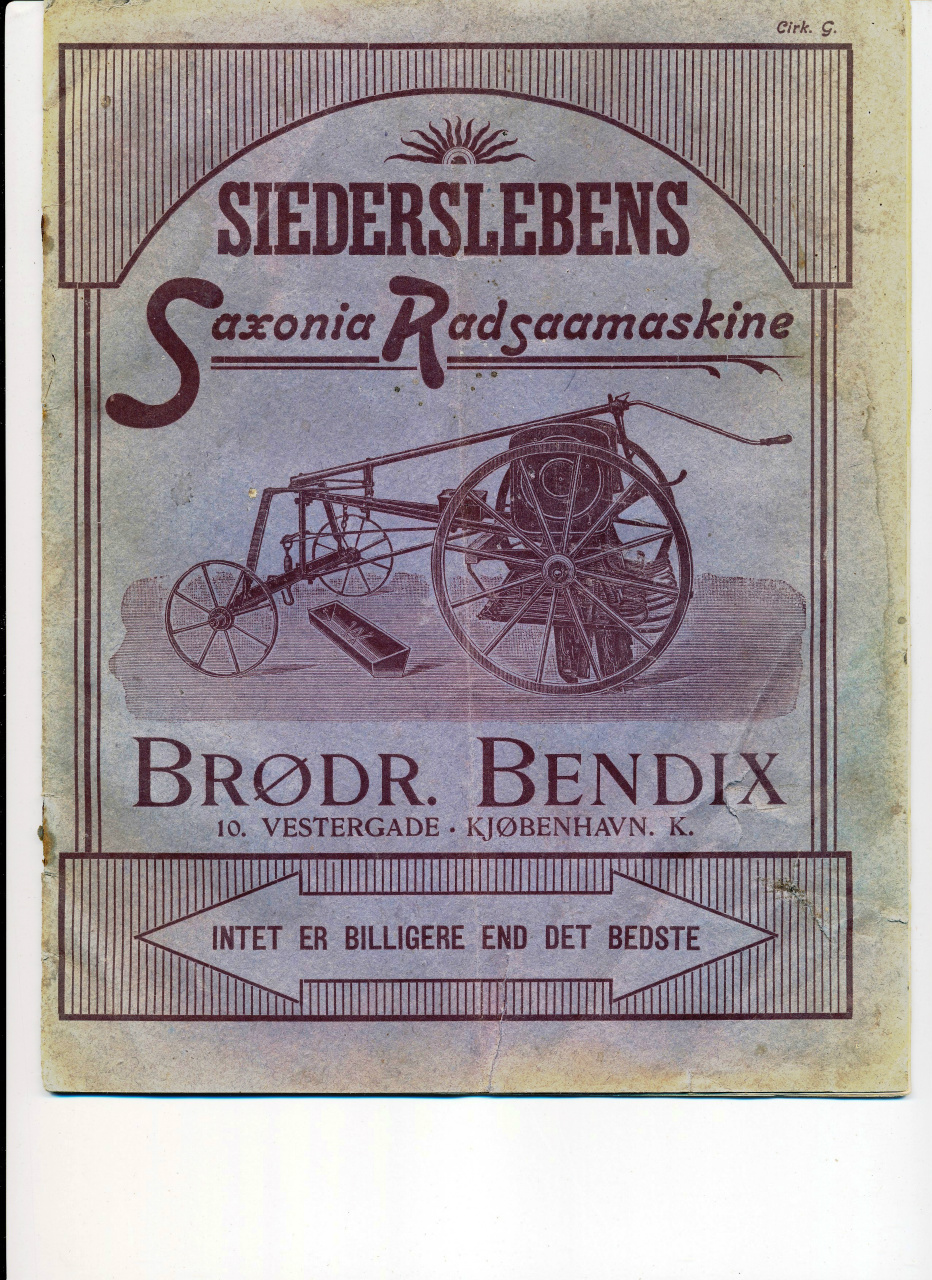 Cirk. G.
SIEDERSLEBENS
Saxonia Radsaamaskine
BRØDR. BENDIX
10. VESTERGADE · KJØBENHAVN. K.
INTET ER BILLIGERE END DET BEDSTE